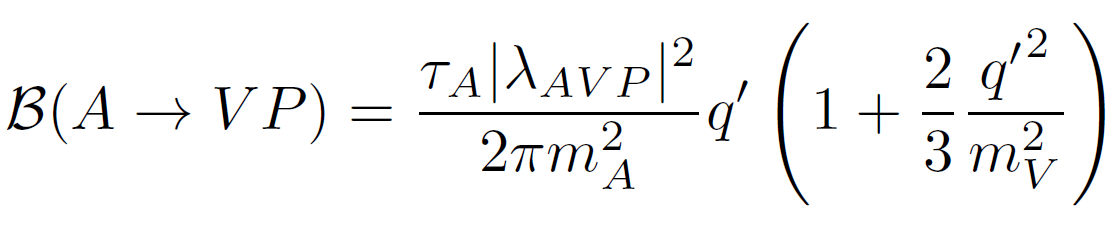 $\mathcal{B}(A \to VP) = \frac{\tau_A |\lambda_{AVP}|^2}{2\pi m_A^2} q' \left( 1 + \frac{2}{3} \frac{q'^2}{m_V^2} \right)$